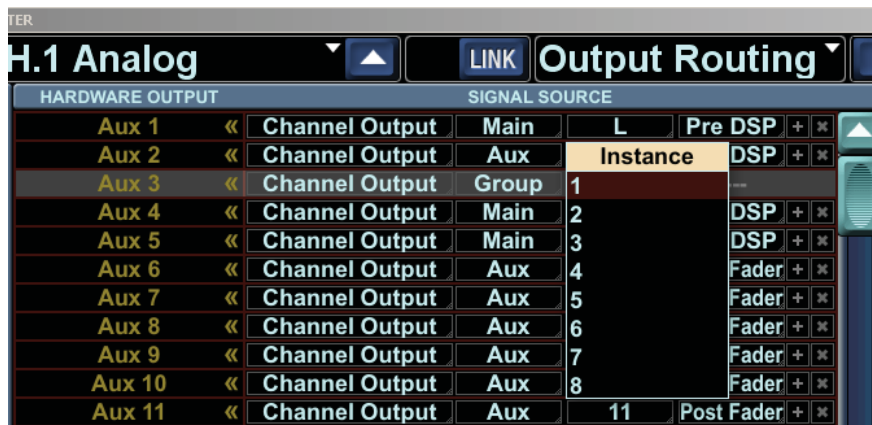 TER
H.1 Analog LINK Output Routing
HARDWARE OUTPUT SIGNAL SOURCE
Aux 1 « Channel Output Main L Pre DSP + ×
Aux 2 « Channel Output Aux Instance DSP + ×
Aux 3 « Channel Output Group 1 --
Aux 4 « Channel Output Main 2 DSP + ×
Aux 5 « Channel Output Main 3 DSP + ×
Aux 6 « Channel Output Aux 4 Fader + ×
Aux 7 « Channel Output Aux 5 Fader + ×
Aux 8 « Channel Output Aux 6 Fader + ×
Aux 9 « Channel Output Aux 7 Fader + ×
Aux 10 « Channel Output Aux 8 Fader + ×
Aux 11 « Channel Output Aux 11 Post Fader + ×